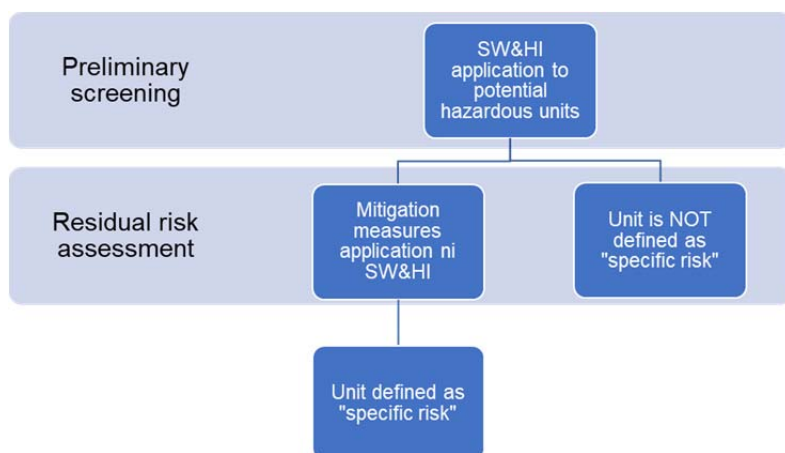 Preliminary
screening
SW&HI
application to
potential
hazardous units
Residual risk
assessment
Mitigation
measures
application ni
SW&HI
Unit is NOT
defined as
"specific risk"
Unit defined as
"specific risk"